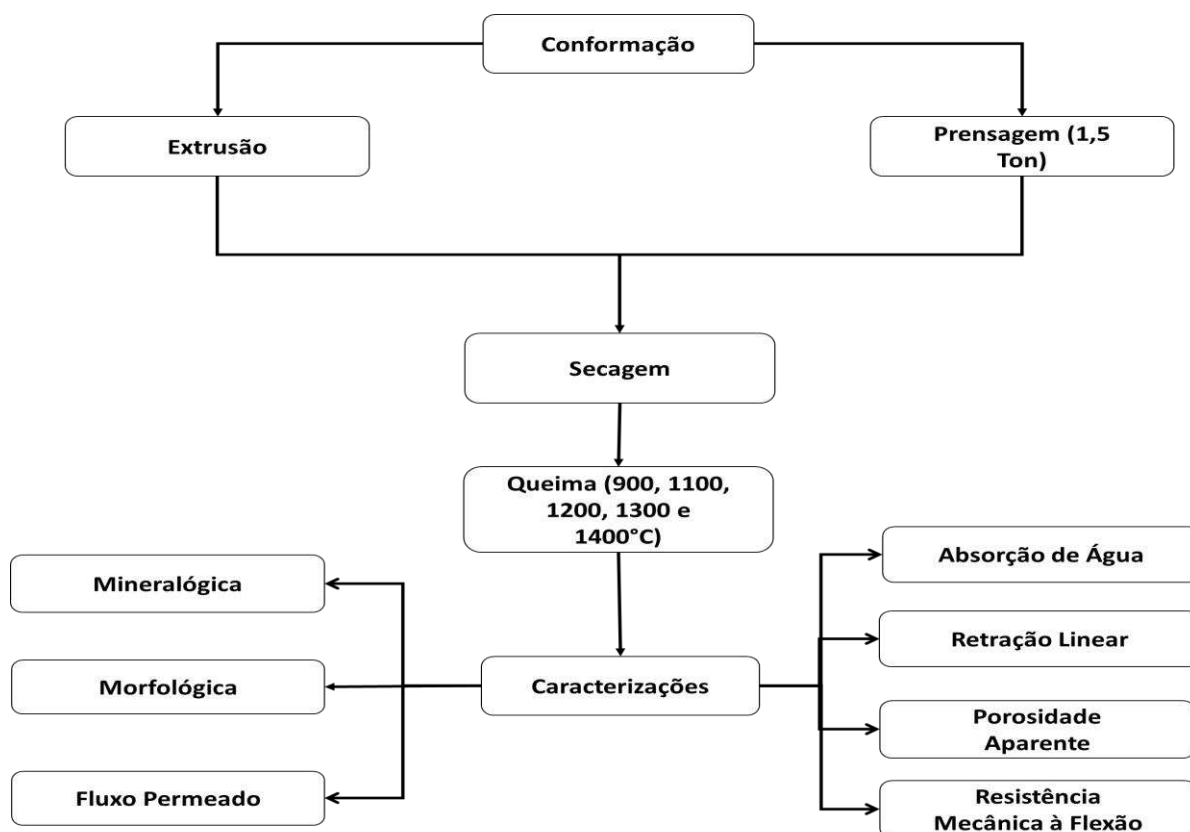 Conformação
Extrusão
Prensagem (1,5
Ton)
Secagem
Queima (900, 1100,
1200, 1300 e
1400°C)
Mineralógica
Morfológica
Fluxo Permeado
Caracterizações
Absorção de Água
Retração Linear
Porosidade
Aparente
Resistência
Mecânica à Flexão